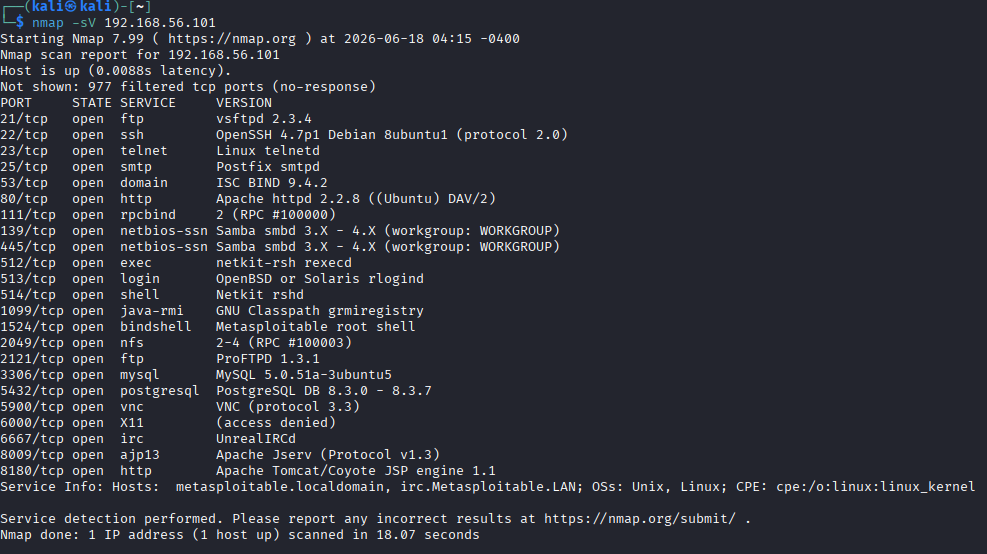 ┌──(kali㉿kali)-[~]
└─$ nmap -sV 192.168.56.101
Starting Nmap 7.99 ( https://nmap.org ) at 2026-06-18 04:15 -0400
Nmap scan report for 192.168.56.101
Host is up (0.0088s latency).
Not shown: 977 filtered tcp ports (no-response)
PORT     STATE SERVICE     VERSION
21/tcp   open  ftp         vsftpd 2.3.4
22/tcp   open  ssh         OpenSSH 4.7p1 Debian 8ubuntu1 (protocol 2.0)
23/tcp   open  telnet      Linux telnetd
25/tcp   open  smtp        Postfix smtpd
53/tcp   open  domain      ISC BIND 9.4.2
80/tcp   open  http        Apache httpd 2.2.8 ((Ubuntu) DAV/2)
111/tcp  open  rpcbind     2 (RPC #100000)
139/tcp  open  netbios-ssn Samba smbd 3.X - 4.X (workgroup: WORKGROUP)
445/tcp  open  netbios-ssn Samba smbd 3.X - 4.X (workgroup: WORKGROUP)
512/tcp  open  exec        netkit-rsh rexecd
513/tcp  open  login       OpenBSD or Solaris rlogind
514/tcp  open  shell       Netkit rshd
1099/tcp open  java-rmi    GNU Classpath grmiregistry
1524/tcp open  bindshell   Metasploitable root shell
2049/tcp open  nfs         2-4 (RPC #100003)
2121/tcp open  ftp         ProFTPD 1.3.1
3306/tcp open  mysql       MySQL 5.0.51a-3ubuntu5
5432/tcp open  postgresql  PostgreSQL DB 8.3.0 - 8.3.7
5900/tcp open  vnc         VNC (protocol 3.3)
6000/tcp open  X11         (access denied)
6667/tcp open  irc         UnrealIRCd
8009/tcp open  ajp13       Apache Jserv (Protocol v1.3)
8180/tcp open  http        Apache Tomcat/Coyote JSP engine 1.1
Service Info: Hosts:  metasploitable.localdomain, irc.Metasploitable.LAN; OSs: Unix, Linux; CPE: cpe:/o:linux:linux_kernel

Service detection performed. Please report any incorrect results at https://nmap.org/submit/ .
Nmap done: 1 IP address (1 host up) scanned in 18.07 seconds